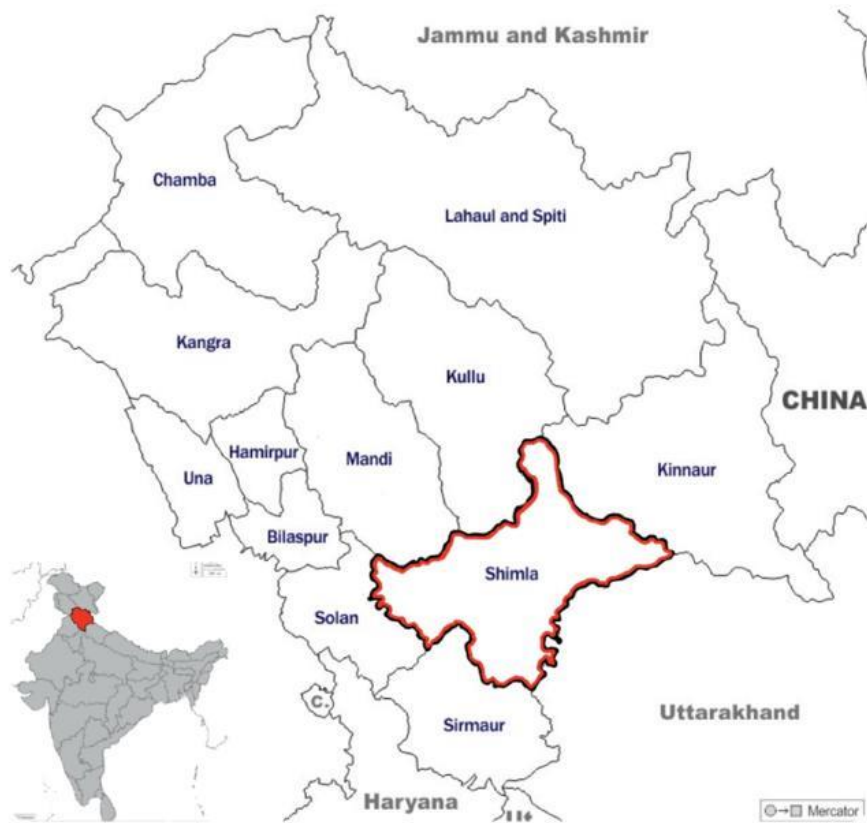 Jammu and Kashmir
Chamba
Lahaul and Spiti
Kangra
Kullu
CHINA
Hamirpur
Mandi
Kinnaur
Una
Bilaspur
Shimla
Solan
C.
Uttarakhand
Sirmaur
Haryana
Mercator